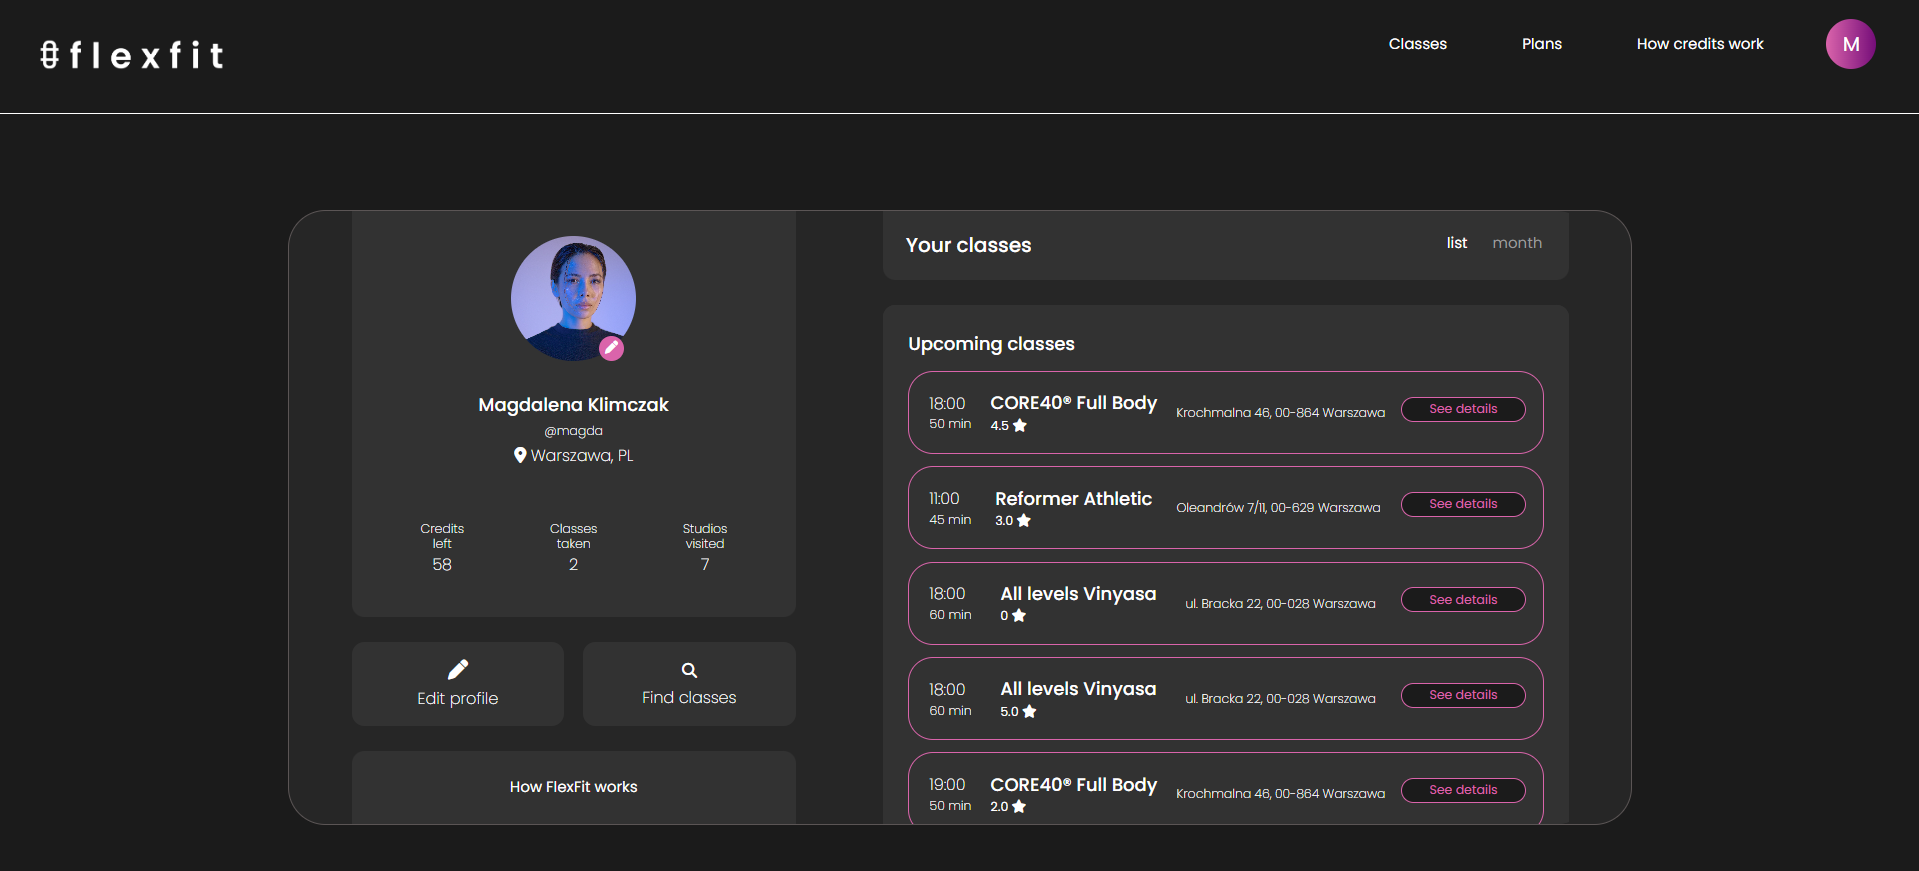 flexfit
Classes
Plans
How credits work
M
Magdalena Klimczak
@magda
Warszawa, PL
Credits
left
58
Classes
taken
2
Studios
visited
7
Edit profile
Find classes
How FlexFit works
Your classes
list
month
Upcoming classes
18:00
50 min
CORE40® Full Body
4.5
Krochmalna 46, 00-864 Warszawa
See details
11:00
45 min
Reformer Athletic
3.0
Oleandrów 7/11, 00-629 Warszawa
See details
18:00
60 min
All levels Vinyasa
0
ul. Bracka 22, 00-028 Warszawa
See details
18:00
60 min
All levels Vinyasa
5.0
ul. Bracka 22, 00-028 Warszawa
See details
19:00
50 min
CORE40® Full Body
2.0
Krochmalna 46, 00-864 Warszawa
See details